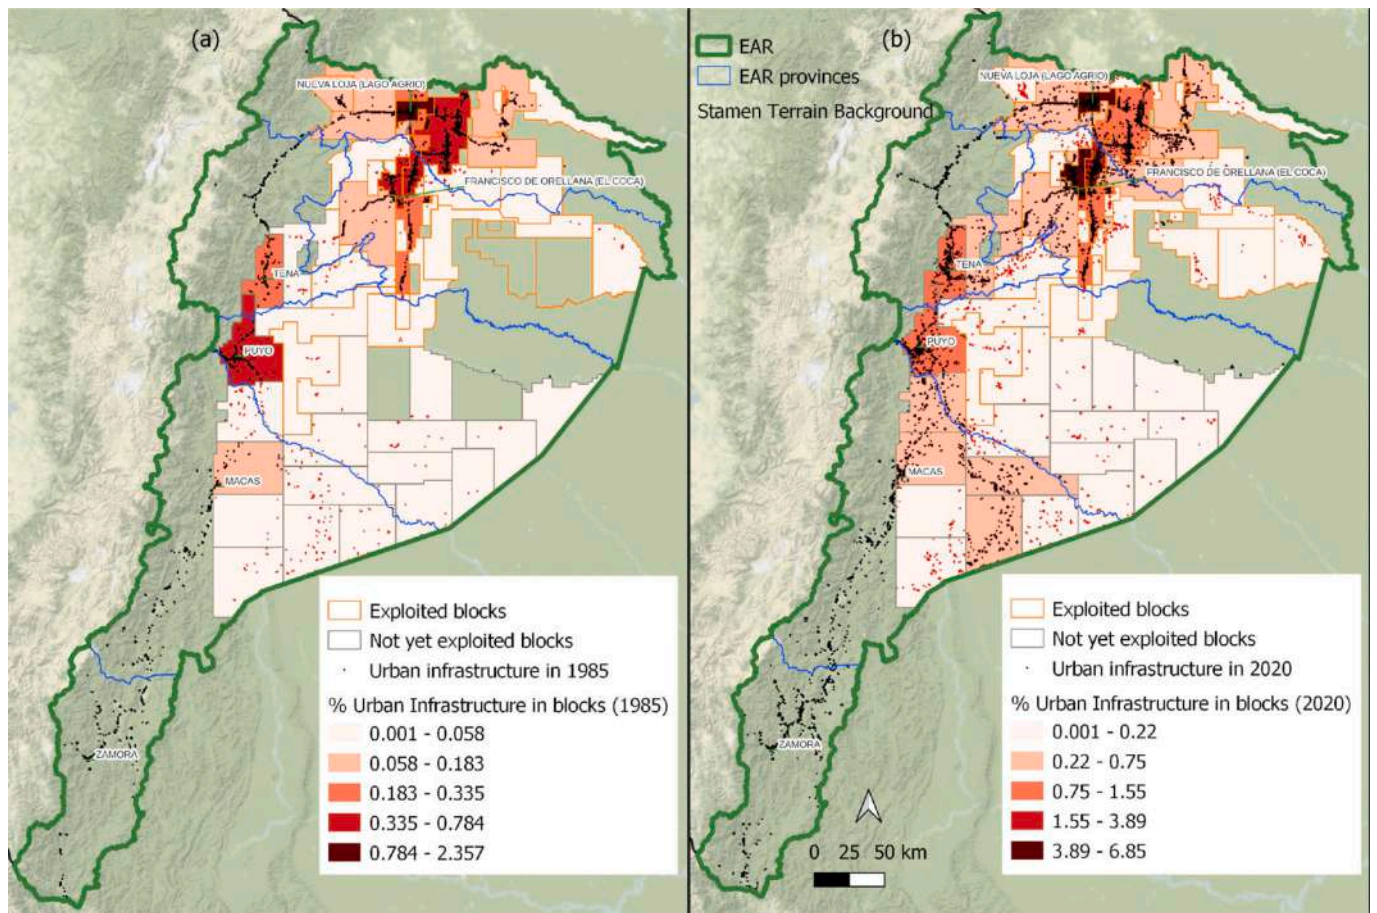 (a)
NUEVA LOJA (LAGO AGRIO)
FRANCISCO DE ORELLANA (EL COCA)
TENA
PUYO
MACAS
ZAMORA
Exploited blocks
Not yet exploited blocks
Urban infrastructure in 1985
% Urban Infrastructure in blocks (1985)
0.001 - 0.058
0.058 - 0.183
0.183 - 0.335
0.335 - 0.784
0.784 - 2.357
(b)
EAR
EAR provinces
Stamen Terrain Background
NUEVA LOJA (LAGO AGRIO)
FRANCISCO DE ORELLANA (EL COCA)
TENA
PUYO
MACAS
ZAMORA
0 25 50 km
Exploited blocks
Not yet exploited blocks
Urban infrastructure in 2020
% Urban Infrastructure in blocks (2020)
0.001 - 0.22
0.22 - 0.75
0.75 - 1.55
1.55 - 3.89
3.89 - 6.85